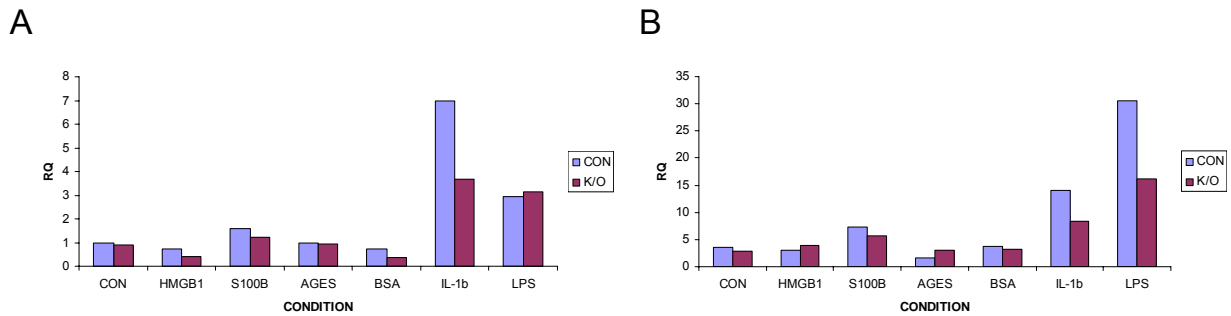 A
B
8
7
6
5
4
3
2
1
0
RQ
CON HMGB1 S100B AGES BSA IL-1b LPS
CONDITION
CON
K/O
35
30
25
20
15
10
5
0
RQ
CON HMGB1 S100B AGES BSA IL-1b LPS
CONDITION
CON
K/O